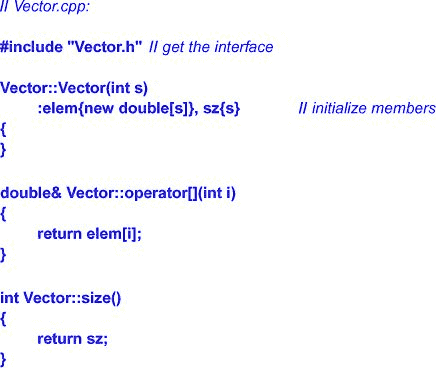 // Vector.cpp:
#include "Vector.h" // get the interface
Vector::Vector(int s)
:elem{new double[s]}, sz{s} // initialize members
{
}
double& Vector::operator[](int i)
{
return elem[i];
}
int Vector::size()
{
return sz;
}